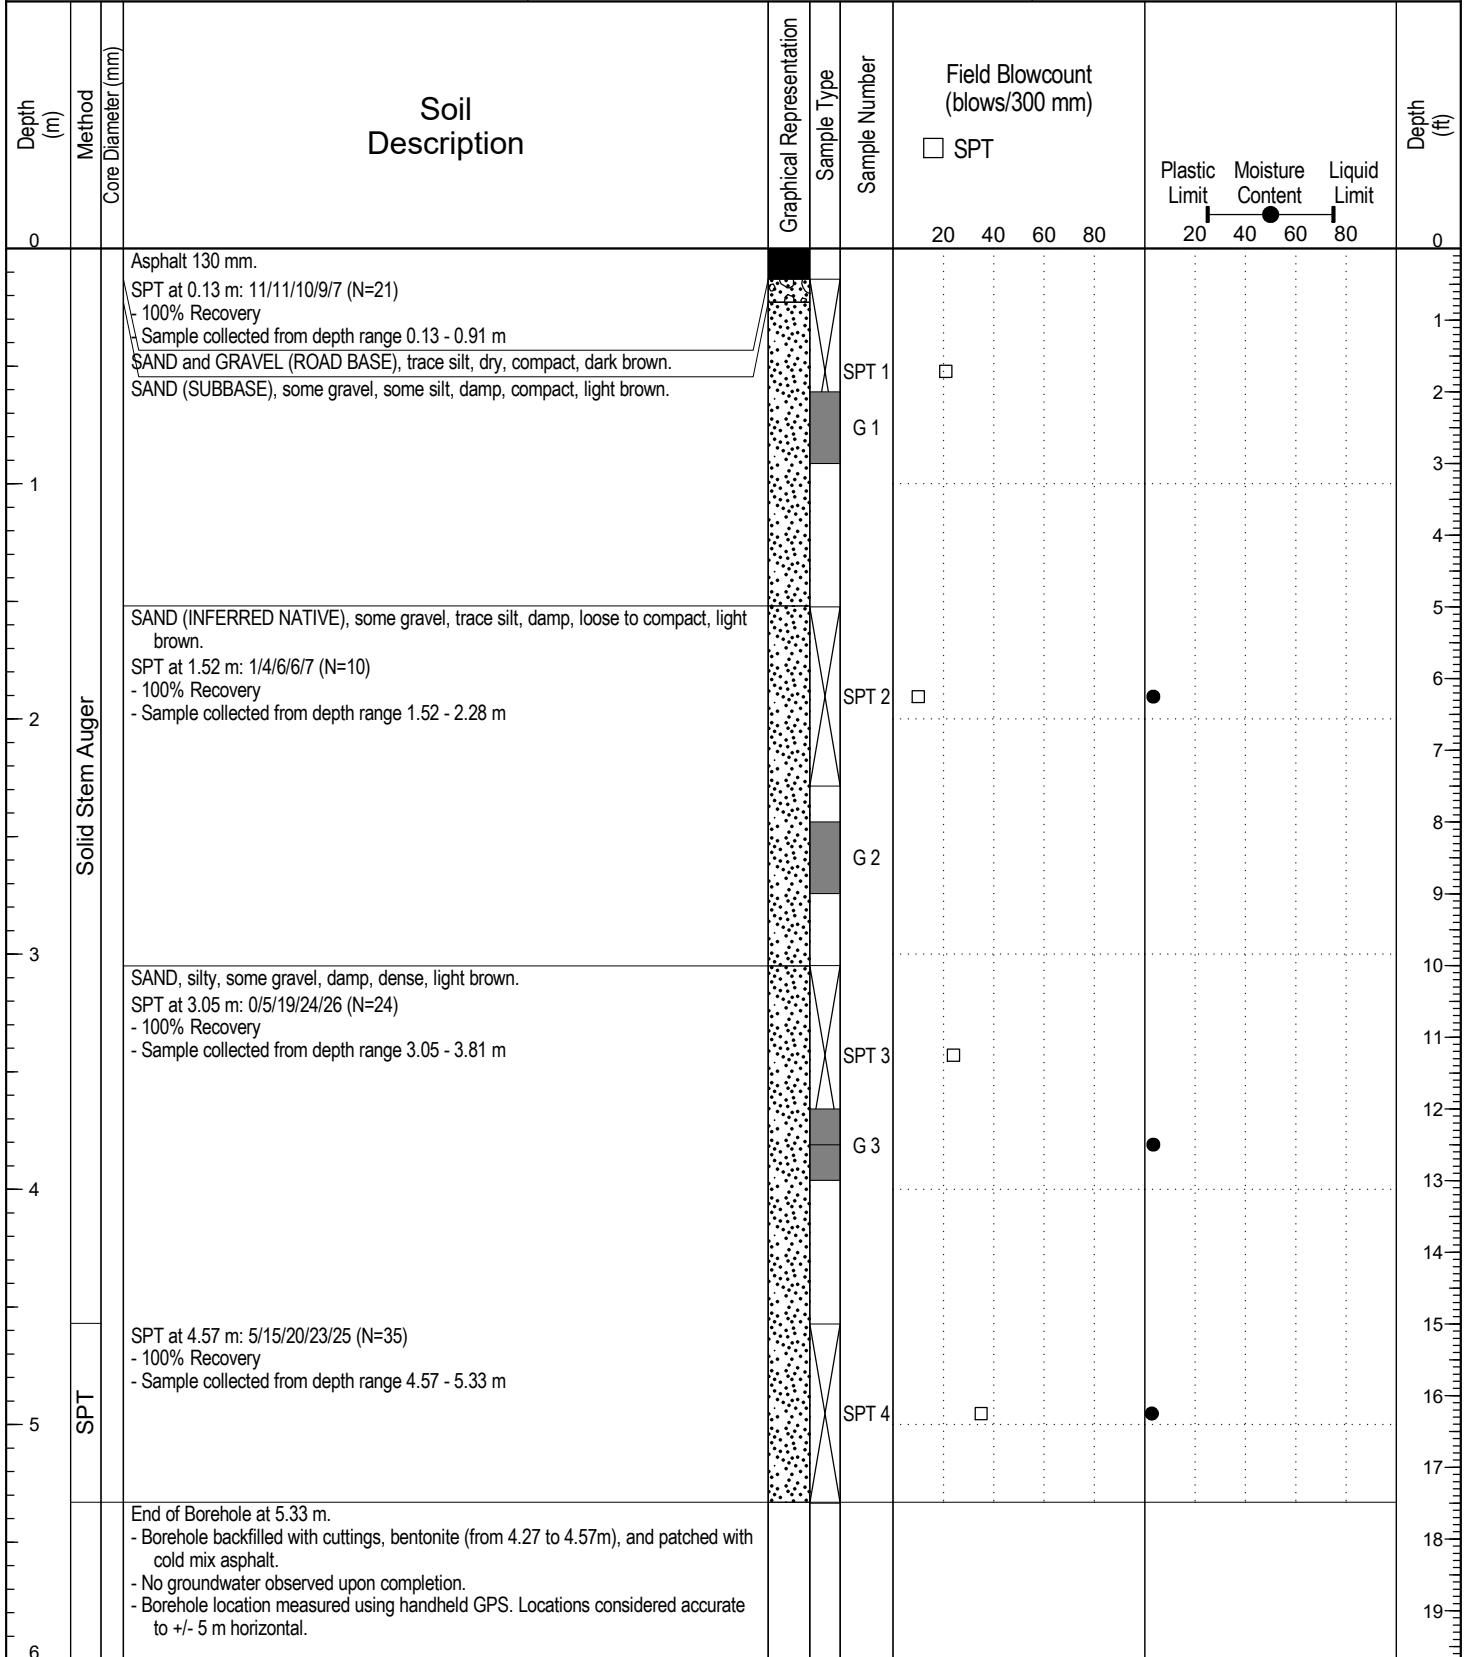 Depth
(m)
Method
Core Diameter (mm)
Soil
Description
Graphical Representation
Sample Type
Sample Number
Field Blowcount
(blows/300 mm)
SPT
20 40 60 80
Plastic
Limit
Moisture
Content
Liquid
Limit
20 40 60 80
Depth
(ft)
0
0
Asphalt 130 mm.
SPT at 0.13 m: 11/11/10/9/7 (N=21)
- 100% Recovery
- Sample collected from depth range 0.13 - 0.91 m
SAND and GRAVEL (ROAD BASE), trace silt, dry, compact, dark brown.
SAND (SUBBASE), some gravel, some silt, damp, compact, light brown.
SPT 1
G 1
1
2
3
1
4
5
SAND (INFERRED NATIVE), some gravel, trace silt, damp, loose to compact, light
brown.
SPT at 1.52 m: 1/4/6/6/7 (N=10)
- 100% Recovery
- Sample collected from depth range 1.52 - 2.28 m
SPT 2
6
2
7
Solid Stem Auger
G 2
8
9
3
10
SAND, silty, some gravel, damp, dense, light brown.
SPT at 3.05 m: 0/5/19/24/26 (N=24)
- 100% Recovery
- Sample collected from depth range 3.05 - 3.81 m
SPT 3
11
12
G 3
13
4
14
15
SPT at 4.57 m: 5/15/20/23/25 (N=35)
- 100% Recovery
- Sample collected from depth range 4.57 - 5.33 m
SPT
SPT 4
16
5
17
End of Borehole at 5.33 m.
- Borehole backfilled with cuttings, bentonite (from 4.27 to 4.57m), and patched with
cold mix asphalt.
- No groundwater observed upon completion.
- Borehole location measured using handheld GPS. Locations considered accurate
to +/- 5 m horizontal.
18
19
6